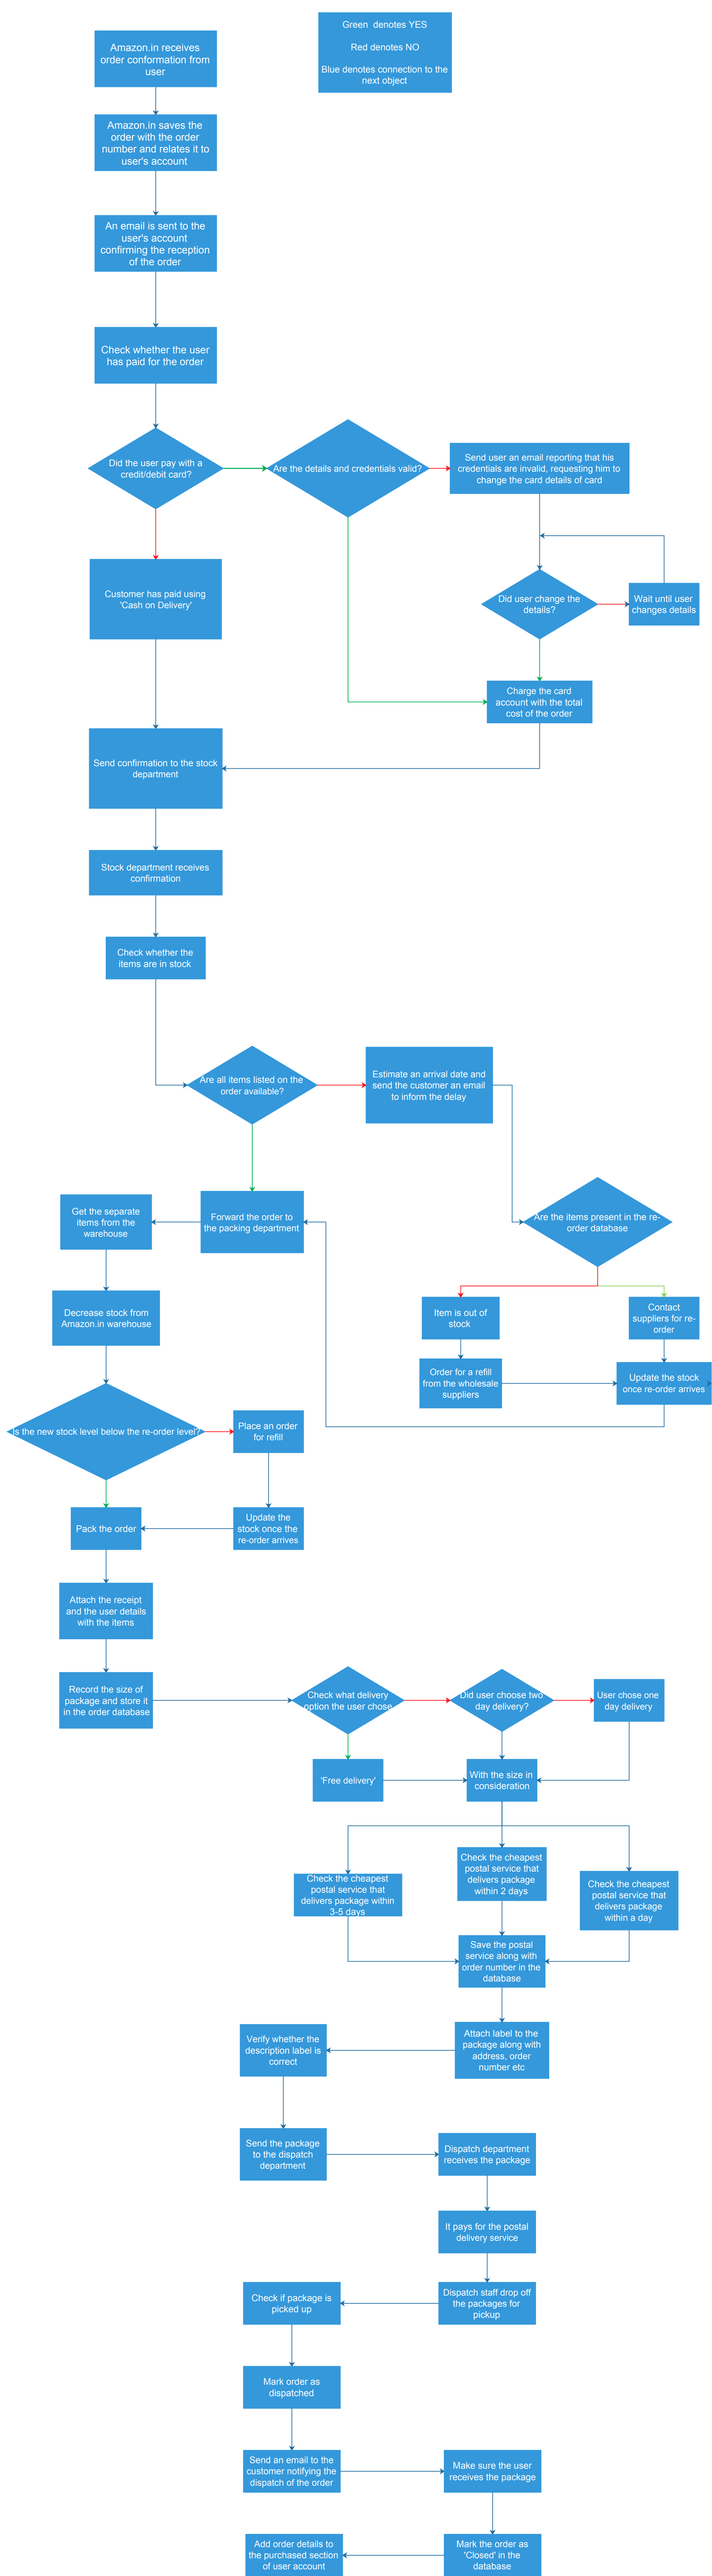 Green  denotes YES
Red denotes NO
Blue denotes connection to the
next object
Amazon.in receives
order conformation from
user
Amazon.in saves the
order with the order
number and relates it to
user's account
An email is sent to the
user's account
confirming the reception
of the order
Check whether the user
has paid for the order
Did the user pay with a
credit/debit card?
Are the details and credentials valid?
Send user an email reporting that his
credentials are invalid, requesting him to
change the card details of card
Customer has paid using
'Cash on Delivery'
Did user change the
details?
Wait until user
changes details
Charge the card
account with the total
cost of the order
Send confirmation to the stock
department
Stock department receives
confirmation
Check whether the
items are in stock
Are all items listed on the
order available?
Estimate an arrival date and
send the customer an email
to inform the delay
Are the items present in the re-
order database
Forward the order to
the packing department
Get the separate
items from the
warehouse
Item is out of
stock
Contact
suppliers for re-
order
Decrease stock from
Amazon.in warehouse
Order for a refill
from the wholesale
suppliers
Update the stock
once re-order arrives
Is the new stock level below the re-order level?
Place an order
for refill
Update the
stock once the
re-order arrives
Pack the order
Attach the receipt
and the user details
with the items
Record the size of
package and store it
in the order database
Check what delivery
option the user chose
Did user choose two
day delivery?
User chose one
day delivery
'Free delivery'
With the size in
consideration
Check the cheapest
postal service that
delivers package within
3-5 days
Check the cheapest
postal service that
delivers package
within 2 days
Check the cheapest
postal service that
delivers package
within a day
Save the postal
service along with
order number in the
database
Attach label to the
package along with
address, order
number etc
Verify whether the
description label is
correct
Send the package
to the dispatch
department
Dispatch department
receives the package
It pays for the postal
delivery service
Dispatch staff drop off
the packages for
pickup
Check if package is
picked up
Mark order as
dispatched
Send an email to the
customer notifying the
dispatch of the order
Make sure the user
receives the package
Mark the order as
'Closed' in the
database
Add order details to
the purchased section
of user account